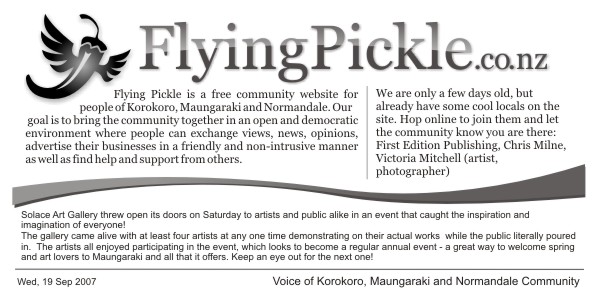 FlyingPickle.co.nz
Flying Pickle is a free community website for
people of Korokoro, Maungaraki and Normandale. Our
goal is to bring the community together in an open and democratic
environment where people can exchange views, news, opinions,
advertise their businesses in a friendly and non-intrusive manner
as well as find help and support from others.
We are only a few days old, but
already have some cool locals on the
site. Hop online to join them and let
the community know you are there:
First Edition Publishing, Chris Milne,
Victoria Mitchell (artist,
photographer)
Solace Art Gallery threw open its doors on Saturday to artists and public alike in an event that caught the inspiration and
imagination of everyone!
The gallery came alive with at least four artists at any one time demonstrating on their actual works while the public literally poured
in. The artists all enjoyed participating in the event, which looks to become a regular annual event - a great way to welcome spring
and art lovers to Maungaraki and all that it offers. Keep an eye out for the next one!
Wed, 19 Sep 2007
Voice of Korokoro, Maungaraki and Normandale Community